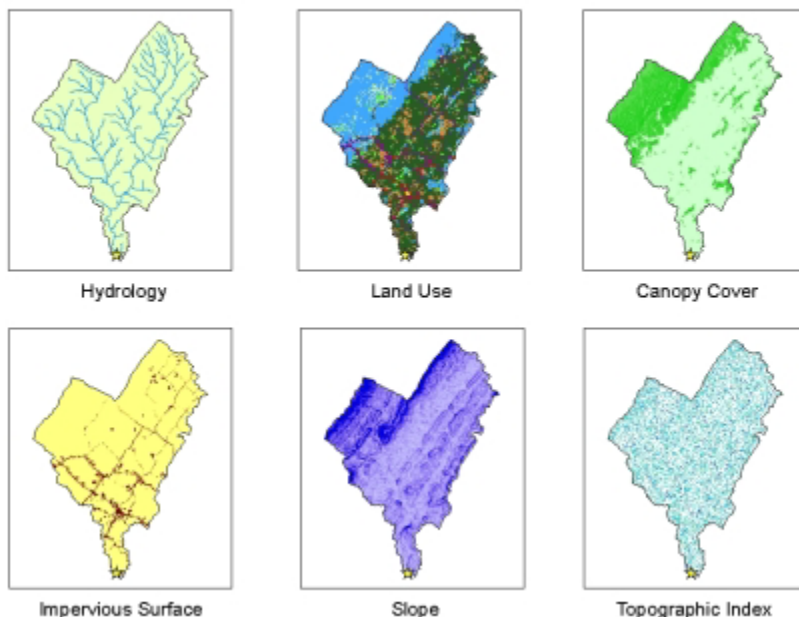 Hydrology
Land Use
Canopy Cover
Impervious Surface
Slope
Topographic Index